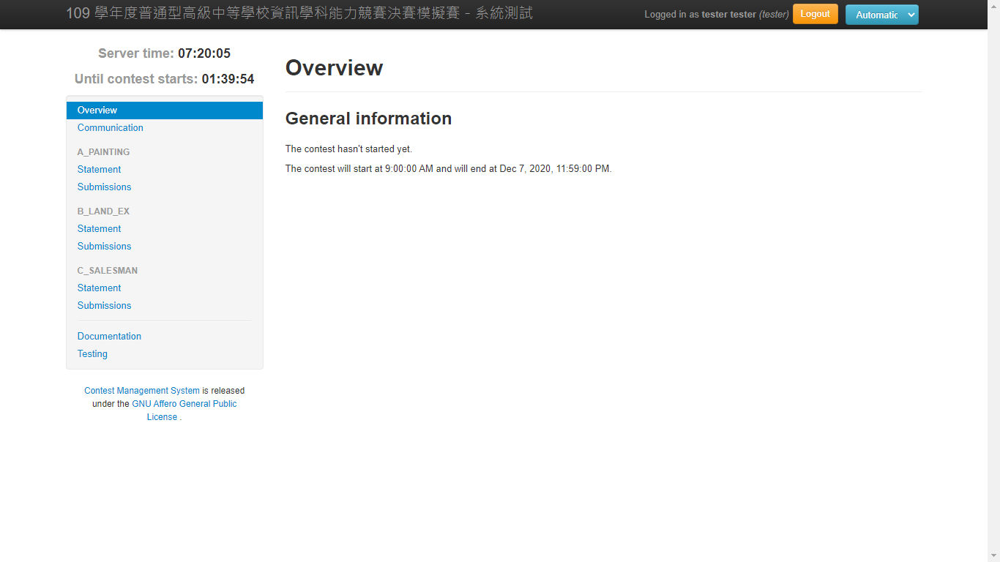 109 學年度普通型高級中等學校資訊學科能力競賽決賽模擬賽 - 系統測試
Logged in as tester tester (tester) Logout Automatic
Server time: 07:20:05
Until contest starts: 01:39:54
Overview
Communication
A_PAINTING
Statement
Submissions
B_LAND_EX
Statement
Submissions
C_SALESMAN
Statement
Submissions
Documentation
Testing
Contest Management System is released
under the GNU Affero General Public
License .
Overview
General information
The contest hasn't started yet.
The contest will start at 9:00:00 AM and will end at Dec 7, 2020, 11:59:00 PM.